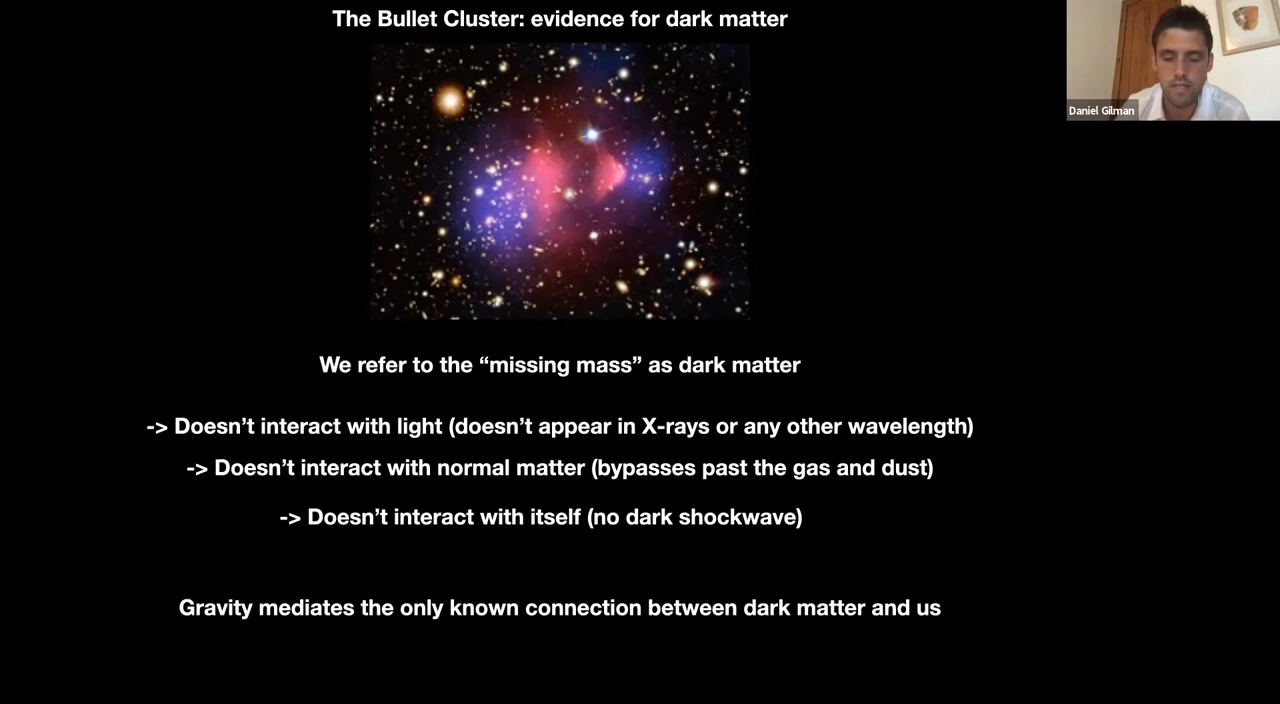 The Bullet Cluster: evidence for dark matter
Daniel Gilman
We refer to the “missing mass” as dark matter
-> Doesn’t interact with light (doesn’t appear in X-rays or any other wavelength)
-> Doesn’t interact with normal matter (bypasses past the gas and dust)
-> Doesn’t interact with itself (no dark shockwave)
Gravity mediates the only known connection between dark matter and us